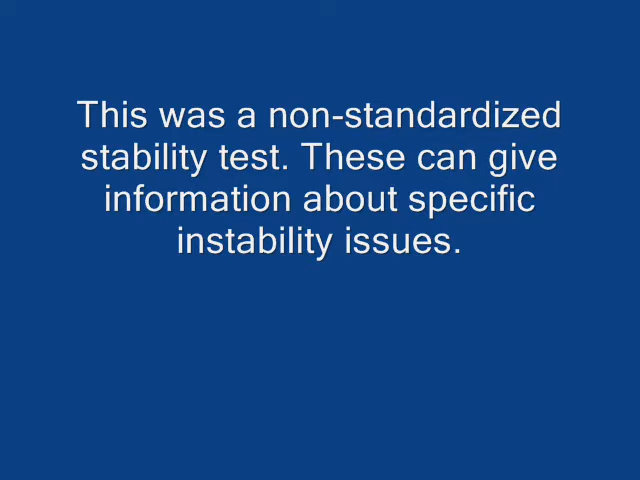 This was a non-standardized
stability test. These can give
information about specific
instability issues.